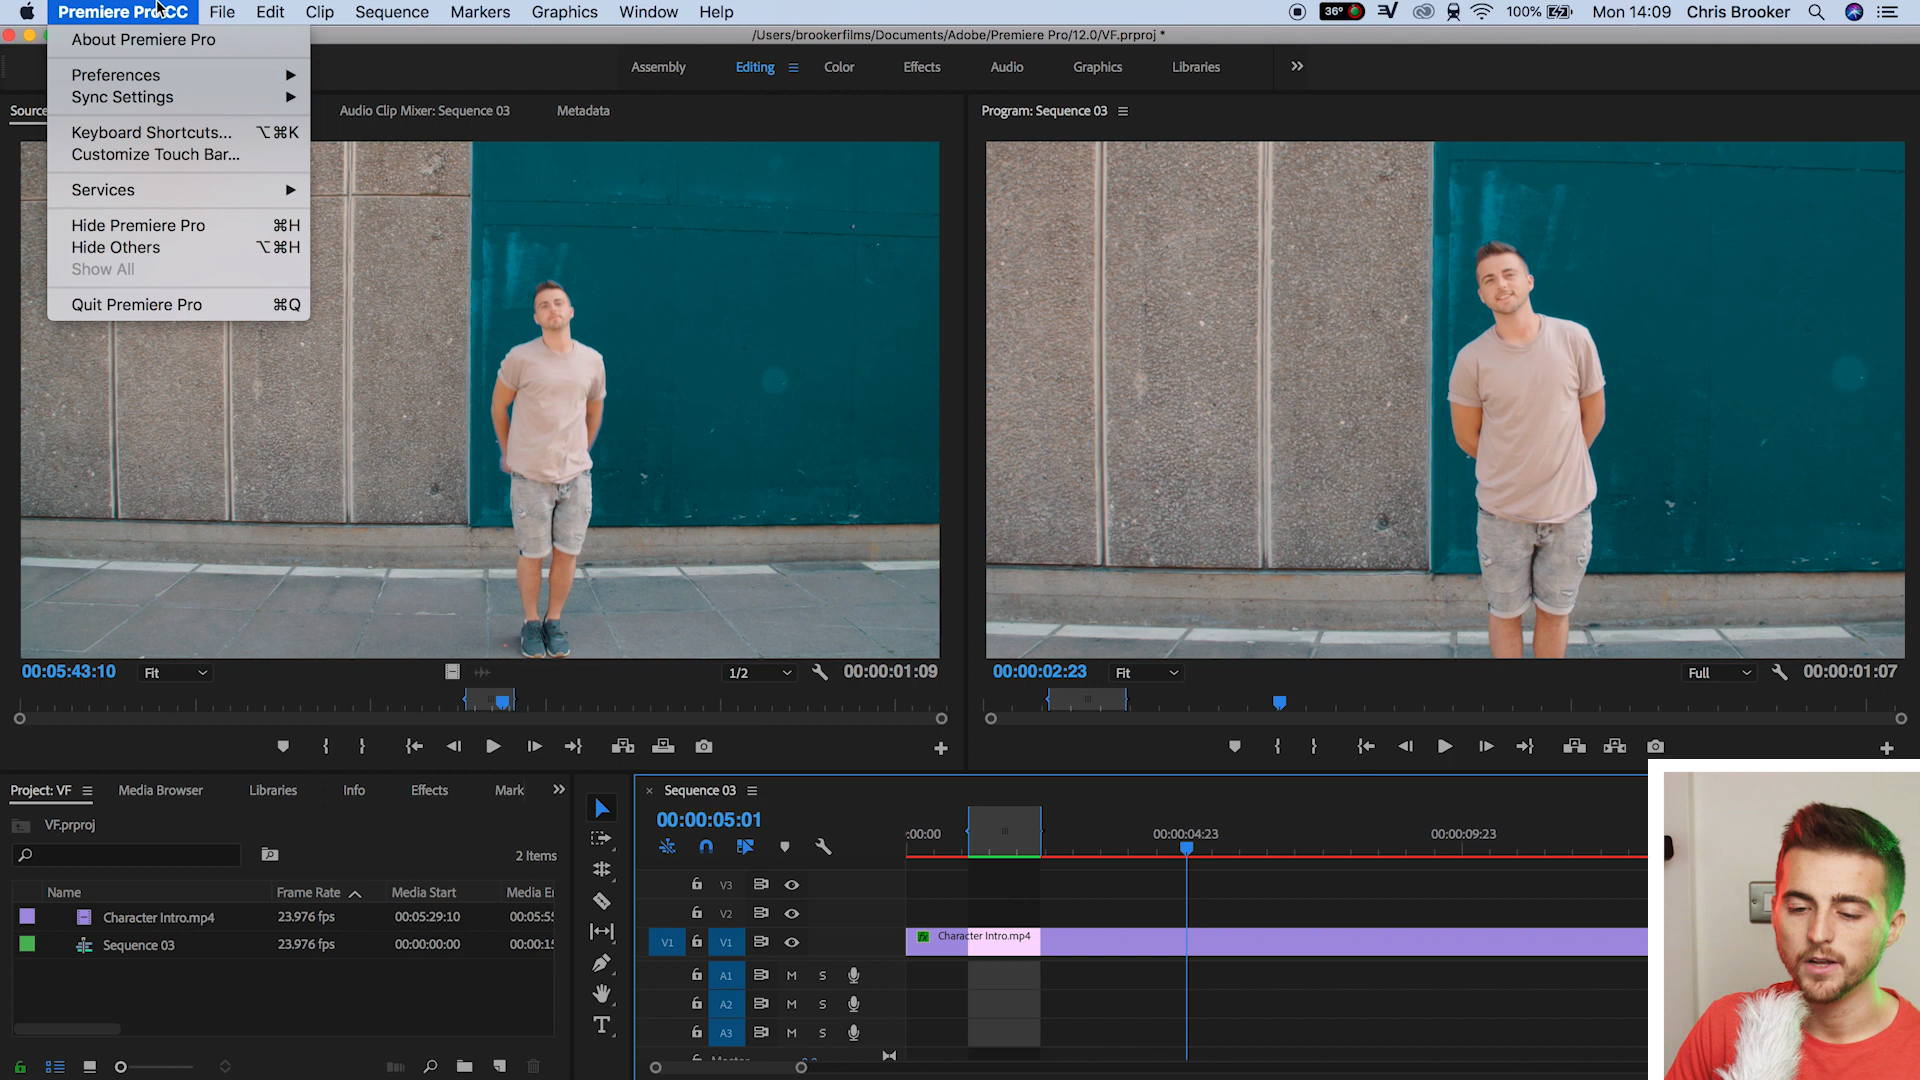 Premiere Pro CC File Edit Clip Sequence Markers Graphics Window Help 36° 100% Mon 14:09 Chris Brooker
/Users/brookerfilms/Documents/Adobe/Premiere Pro/12.0/VF.prproj *
About Premiere Pro
Preferences
Sync Settings
Keyboard Shortcuts... ⌥⌘K
Customize Touch Bar...
Services
Hide Premiere Pro ⌘H
Hide Others ⌥⌘H
Show All
Quit Premiere Pro ⌘Q
Assembly Editing Color Effects Audio Graphics Libraries
Source Audio Clip Mixer: Sequence 03 Metadata
Program: Sequence 03
00:05:43:10 Fit 1/2 00:00:01:09
00:00:02:23 Fit Full 00:00:01:07
Project: VF Media Browser Libraries Info Effects Mark
VF.prproj
2 Items
Name Frame Rate Media Start Media En
Character Intro.mp4 23.976 fps 00:05:29:10 00:05:55
Sequence 03 23.976 fps 00:00:00:00 00:00:15
Sequence 03
00:00:05:01
:00:00 00:00:04:23 00:00:09:23
V3
V2
V1 V1 Character Intro.mp4
A1 M S
A2 M S
A3 M S